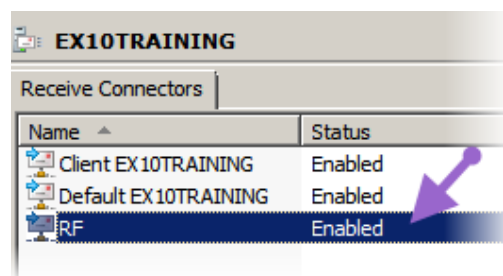 EX10TRAINING
Receive Connectors
Name Status
Client EX10TRAINING Enabled
Default EX10TRAINING Enabled
RF Enabled